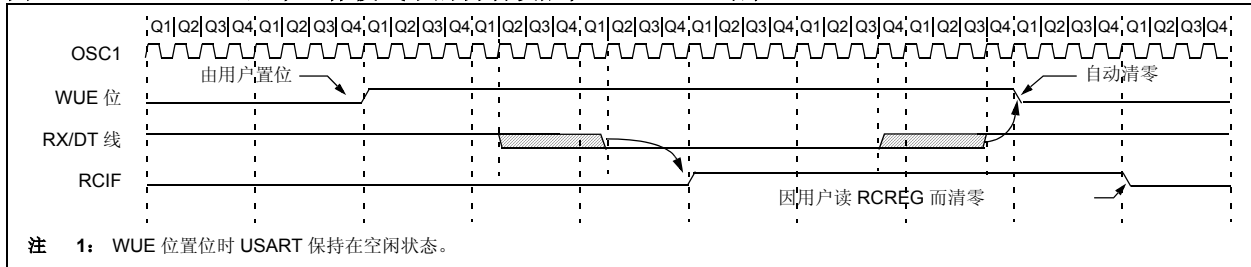 Q1 Q2 Q3 Q4 Q1 Q2 Q3 Q4 Q1 Q2 Q3 Q4 Q1 Q2 Q3 Q4 Q1 Q2 Q3 Q4 Q1 Q2 Q3 Q4 Q1 Q2 Q3 Q4 Q1 Q2 Q3 Q4 Q1 Q2 Q3 Q4 Q1 Q2 Q3 Q4
OSC1
由用户置位
自动清零
WUE 位
RX/DT 线
RCIF
因用户读 RCREG 而清零
注 1： WUE 位置位时 USART 保持在空闲状态。